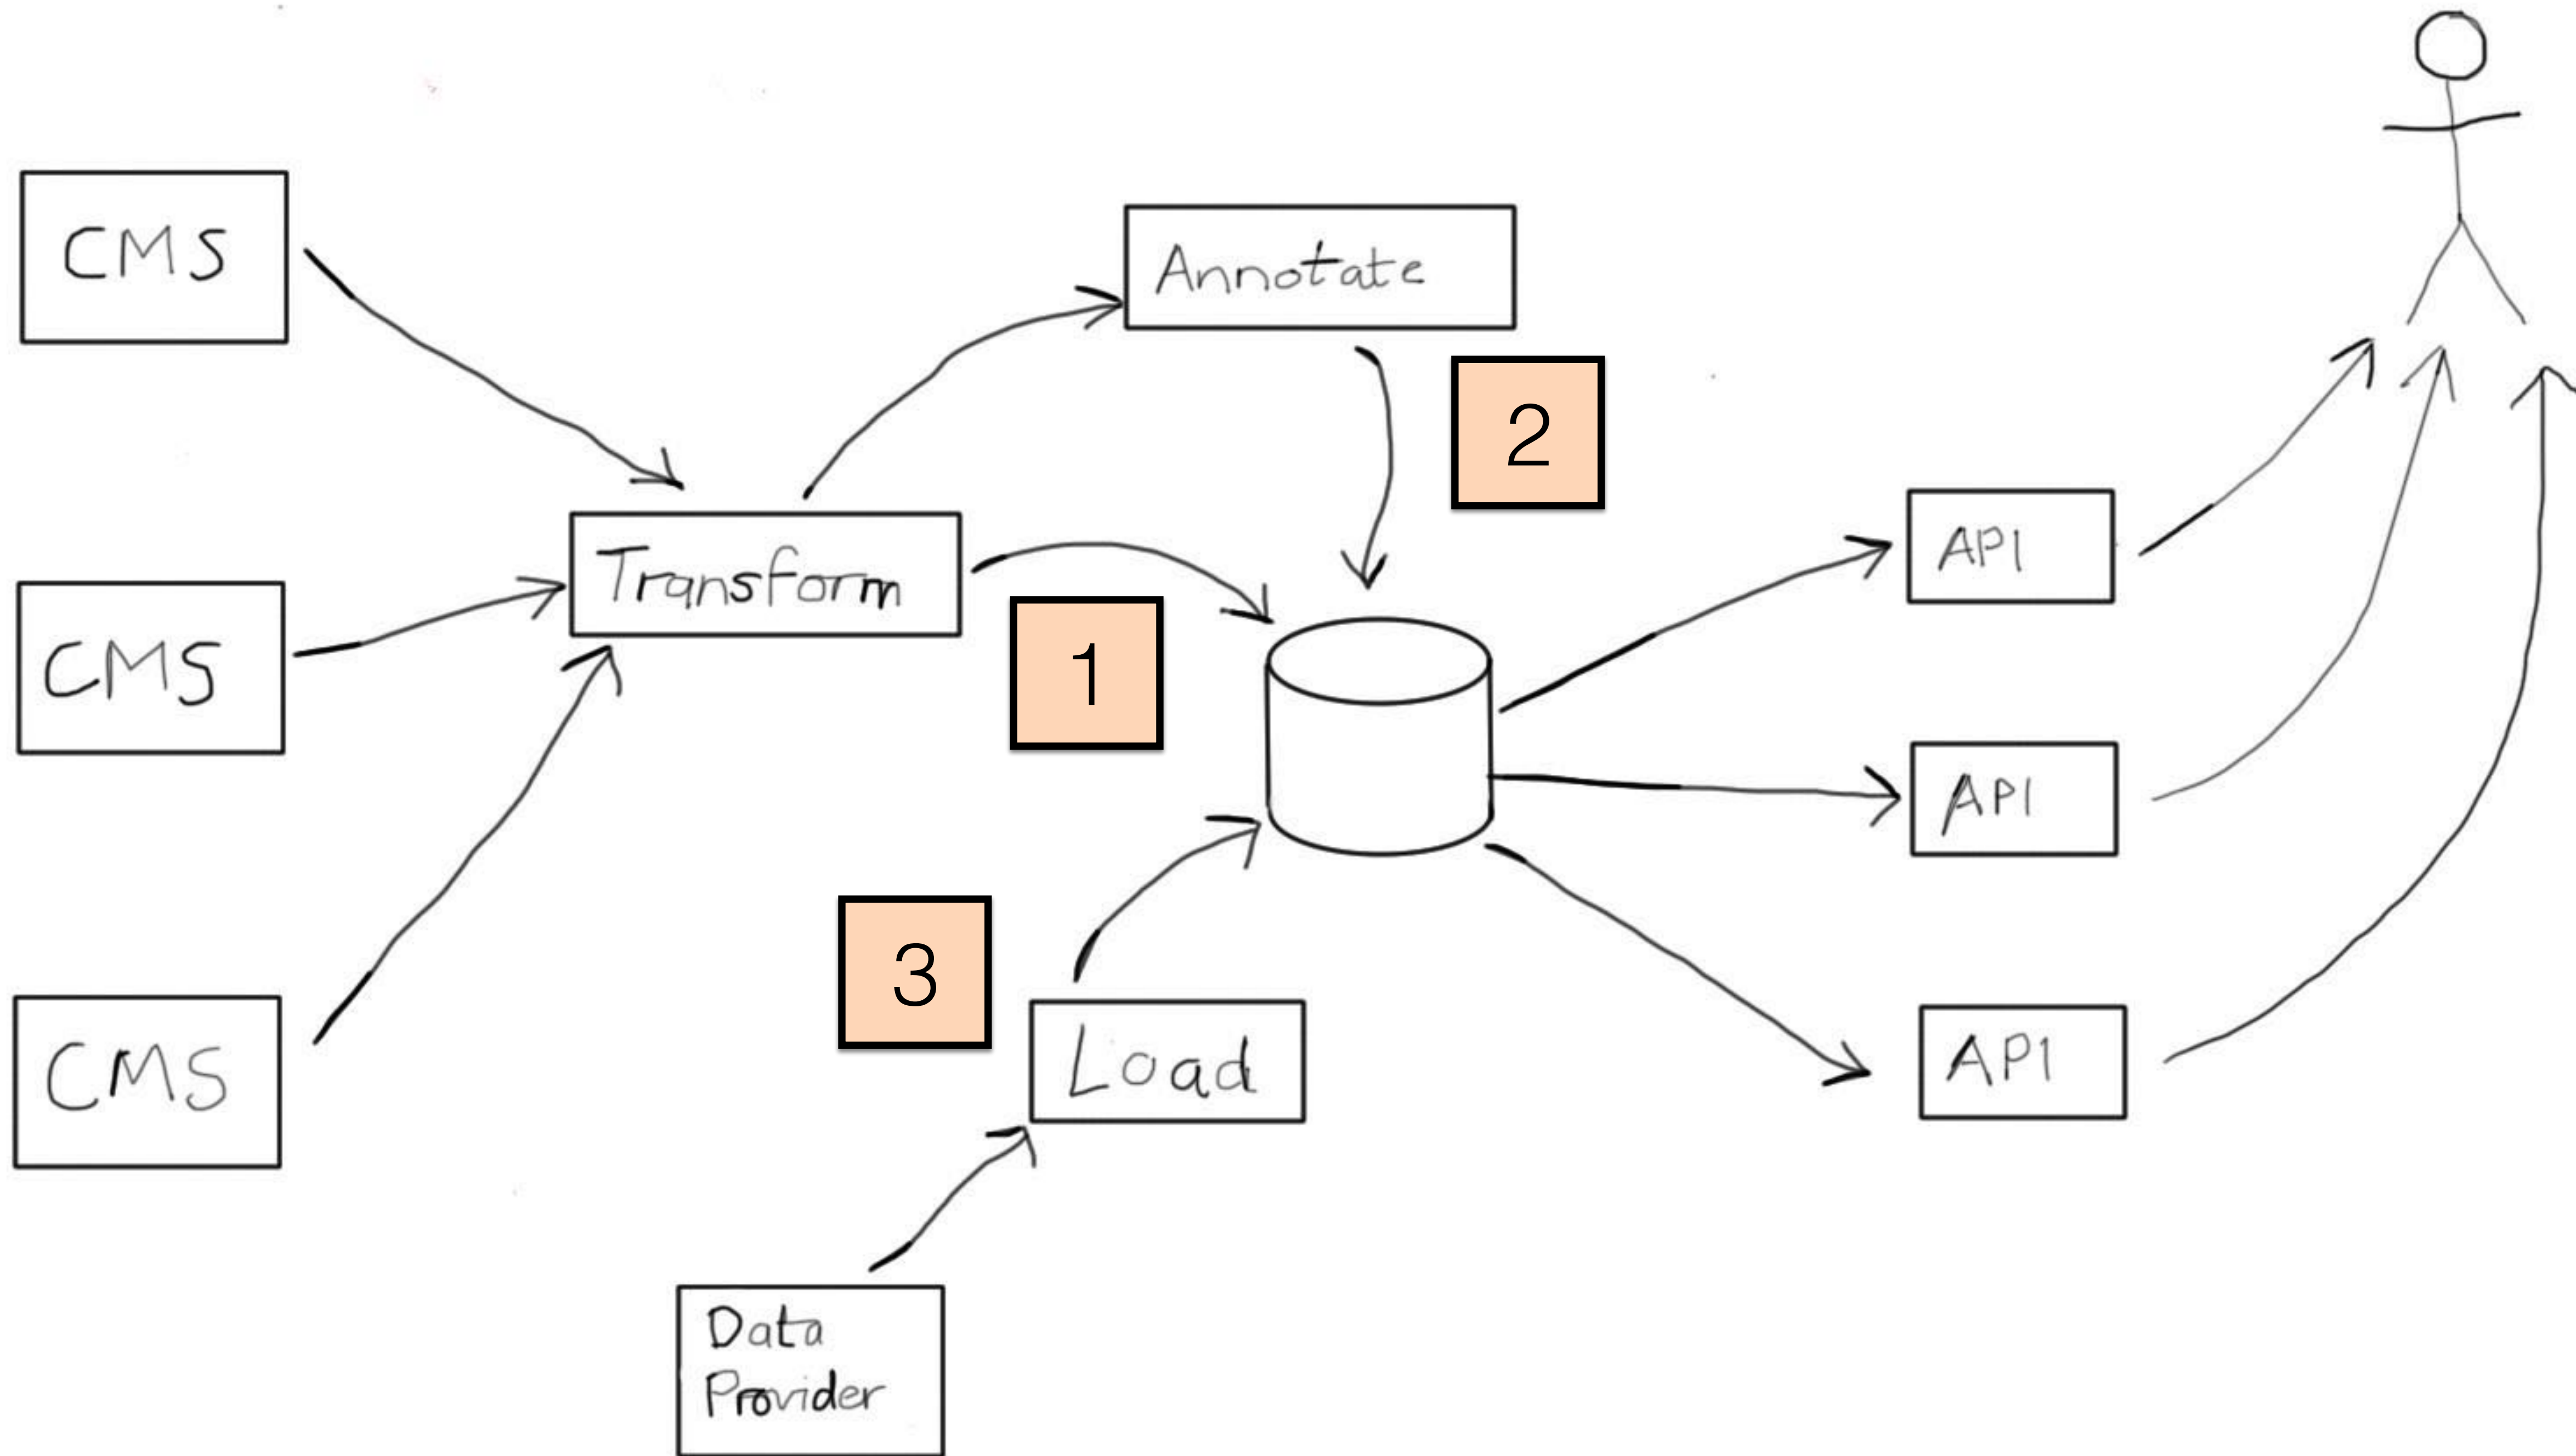 CMS
Annotate
2
API
Transform
CMS
1
API
3
Load
API
CMS
Data
Provider